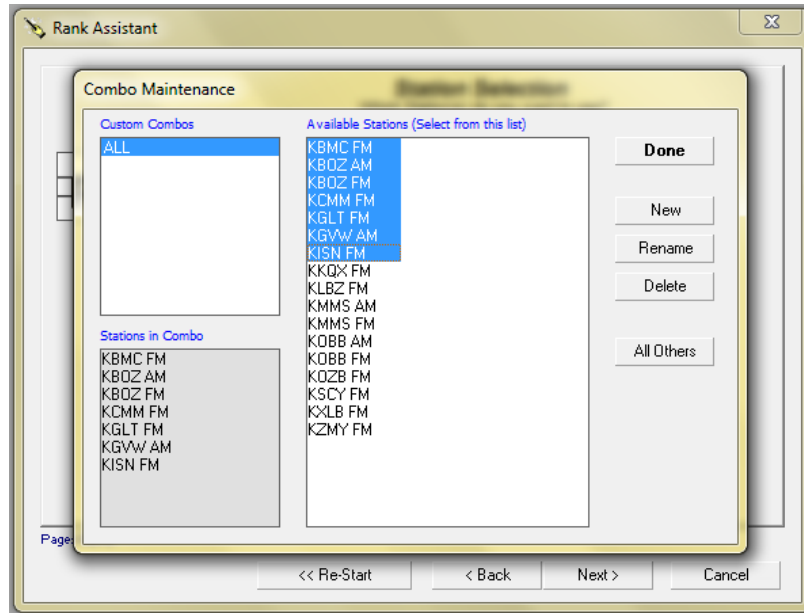 Rank Assistant
Station Selection
Combo Maintenance
Custom Combos
ALL
Stations in Combo
KBMC FM
KBOZ AM
KBOZ FM
KCMM FM
KGLT FM
KGVW AM
KISN FM
Available Stations (Select from this list)
KBMC FM
KBOZ AM
KBOZ FM
KCMM FM
KGLT FM
KGVW AM
KISN FM
KKQX FM
KLBZ FM
KMMS AM
KMMS FM
KOBB AM
KOBB FM
KOZB FM
KSCY FM
KXLB FM
KZMY FM
Done
New
Rename
Delete
All Others
Page:
<< Re-Start
< Back
Next >
Cancel